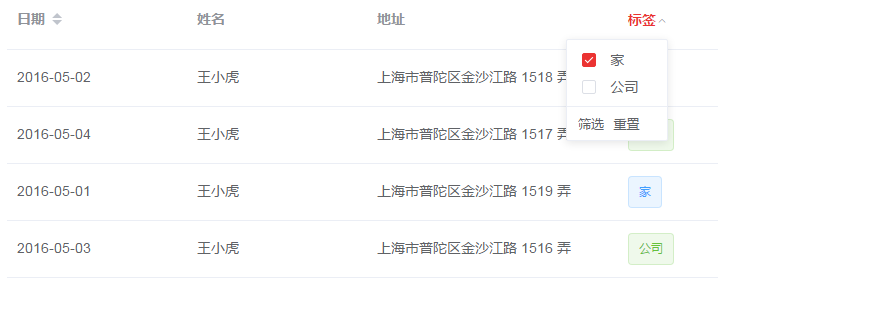 日期 姓名 地址 标签
家
公司
筛选 重置
2016-05-02 王小虎 上海市普陀区金沙江路 1518 弄
2016-05-04 王小虎 上海市普陀区金沙江路 1517 弄
2016-05-01 王小虎 上海市普陀区金沙江路 1519 弄 家
2016-05-03 王小虎 上海市普陀区金沙江路 1516 弄 公司